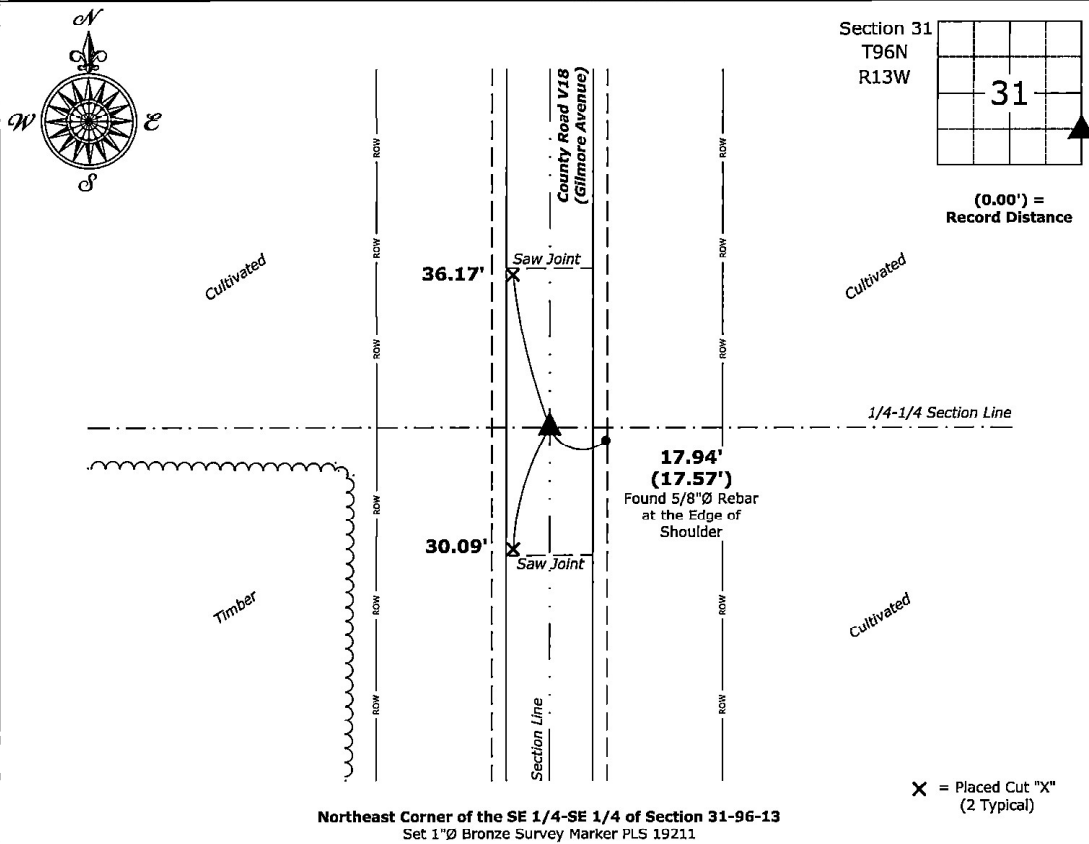 N
W
E
S
Section 31
T96N
R13W
31
(0.00') =
Record Distance
County Road V18
(Gilmore Avenue)
ROW
ROW
ROW
ROW
ROW
ROW
ROW
ROW
ROW
ROW
ROW
ROW
Cultivated
Cultivated
Saw Joint
36.17'
1/4-1/4 Section Line
17.94'
(17.57')
Found 5/8"Ø Rebar
at the Edge of
Shoulder
30.09'
Saw Joint
Timber
Cultivated
Section Line
X = Placed Cut "X"
(2 Typical)
Northeast Corner of the SE 1/4-SE 1/4 of Section 31-96-13
Set 1"Ø Bronze Survey Marker PLS 19211